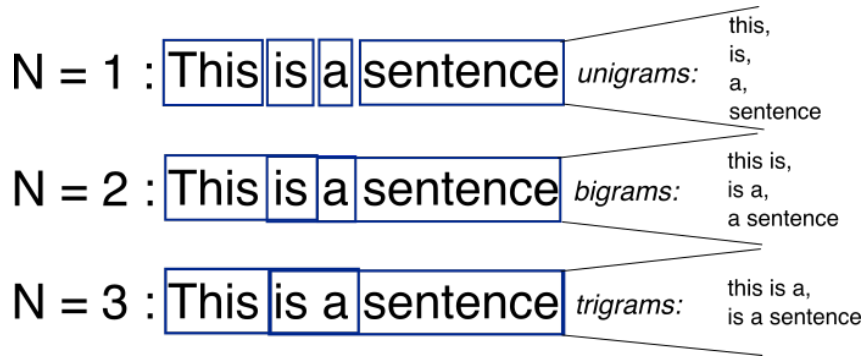 N = 1 : This is a sentence unigrams:
this,
is,
a,
sentence
N = 2 : This is a sentence bigrams:
this is,
is a,
a sentence
N = 3 : This is a sentence trigrams:
this is a,
is a sentence